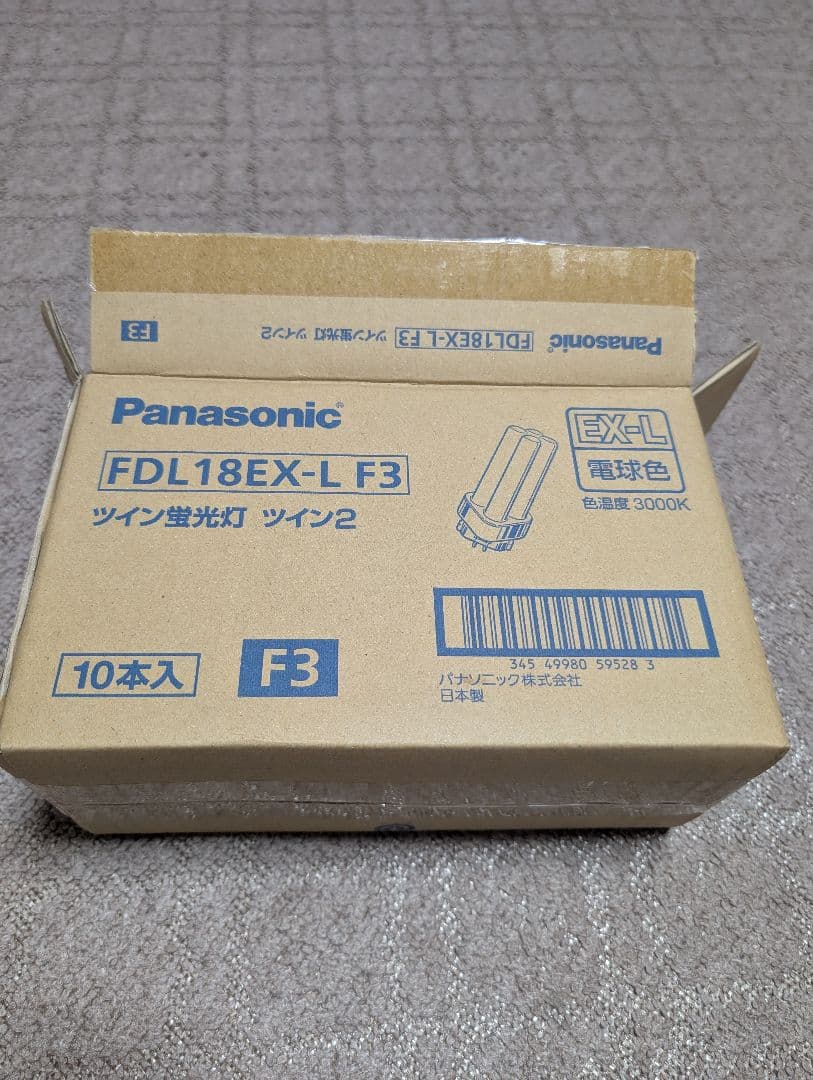 Panasonic FDL18EX-L F3 ツイン蛍光灯 ツイン2 F3
Panasonic
FDL18EX-L F3
ツイン蛍光灯 ツイン2
EX-L
電球色
色温度 3000K
10本入
F3
345 49980 59528 3
パナソニック株式会社
日本製